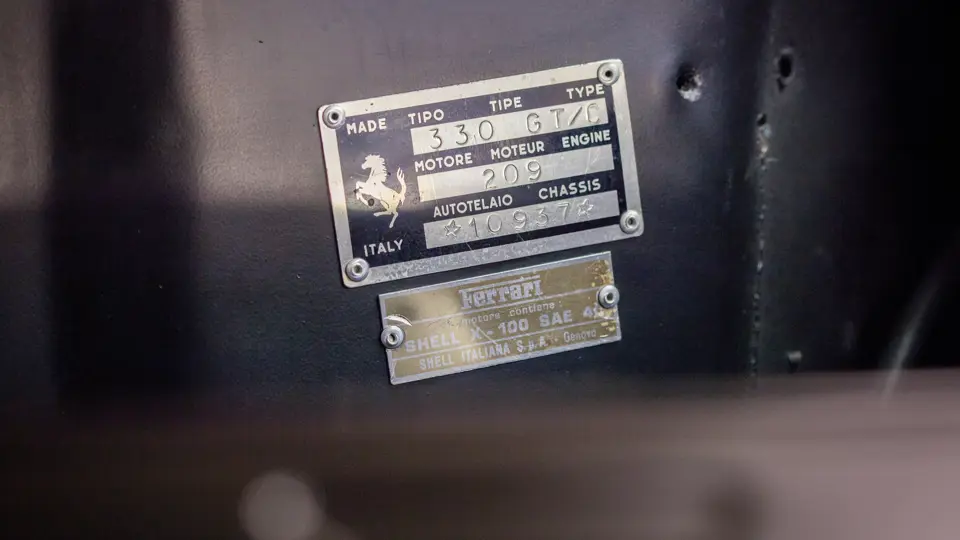 MADE TIPO TIPE TYPE
330 GT/C
MOTORE MOTEUR ENGINE
209
AUTOTELAIO CHASSIS
☆10937☆
ITALY
Ferrari
motore contiene:
SHELL X-100 SAE
SHELL ITALIANA S.p.A. - Genova